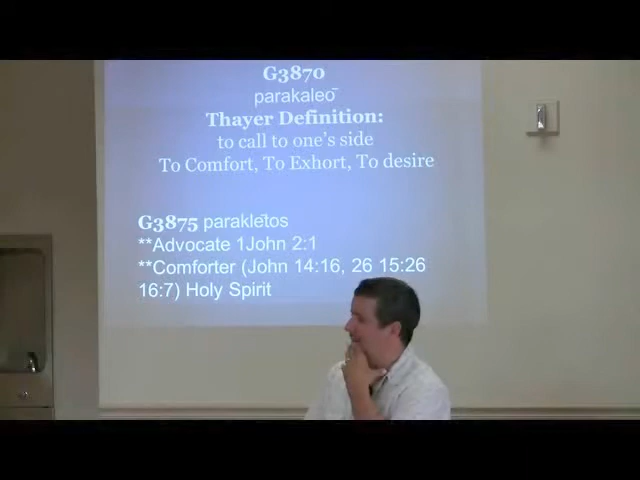 G3870
parakaleō
Thayer Definition:
to call to one's side
To Comfort, To Exhort, To desire
G3875 paraklētos
**Advocate 1John 2:1
**Comforter (John 14:16, 26 15:26
16:7) Holy Spirit